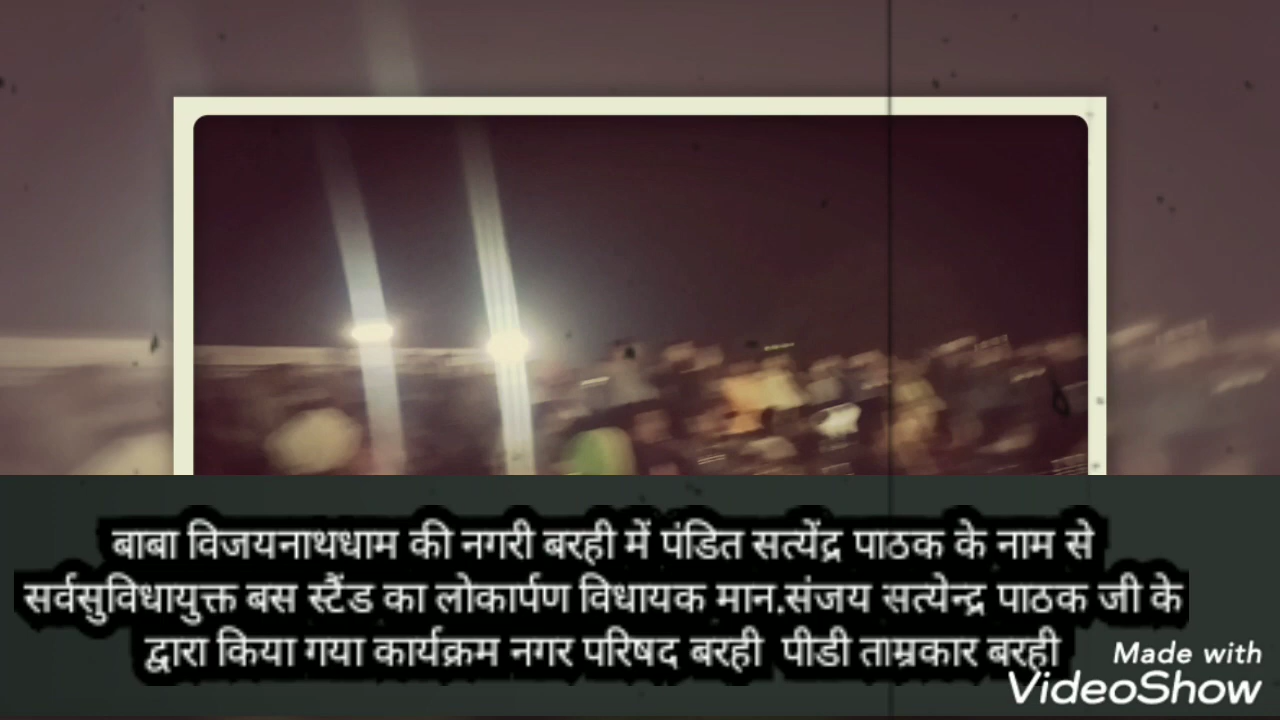 बाबा विजयनाथधाम की नगरी बरही में पंडित सत्येंद्र पाठक के नाम से
सर्वसुविधायुक्त बस स्टैंड का लोकार्पण विधायक मान.संजय सत्येन्द्र पाठक जी के
द्वारा किया गया कार्यक्रम नगर परिषद बरही  पीडी ताम्रकार बरही
Made with
VideoShow